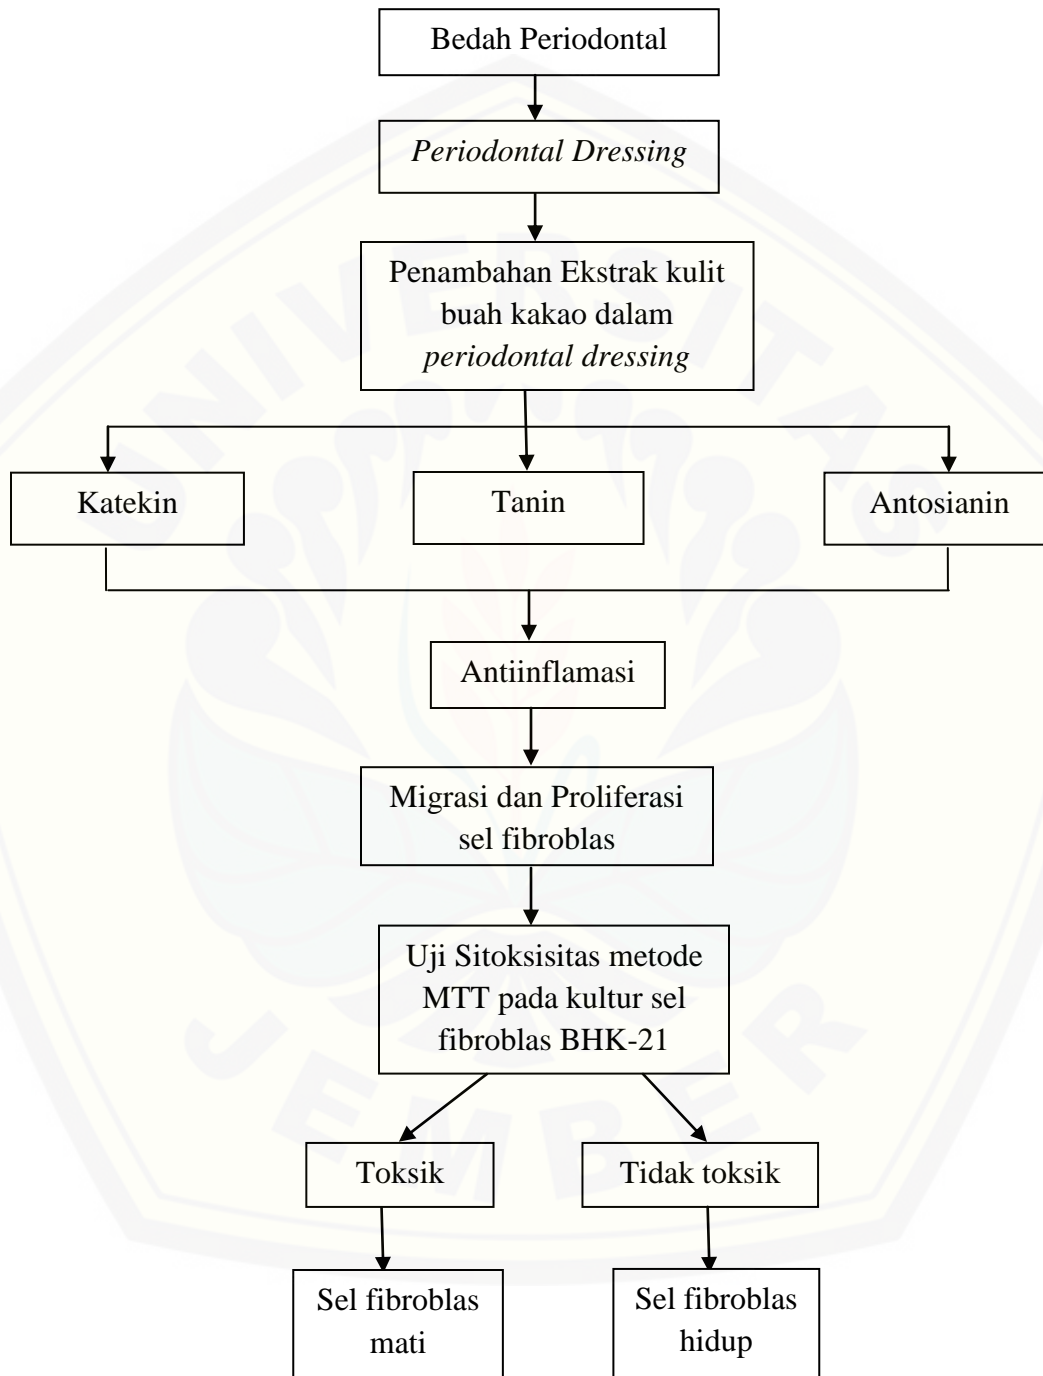 Bedah Periodontal
Periodontal Dressing
Penambahan Ekstrak kulit
buah kakao dalam
periodontal dressing
Katekin
Tanin
Antosianin
Antiinflamasi
Migrasi dan Proliferasi
sel fibroblas
Uji Sitoksisitas metode
MTT pada kultur sel
fibroblas BHK-21
Toksik
Tidak toksik
Sel fibroblas
mati
Sel fibroblas
hidup
UNIVERSITAS
JEMBER